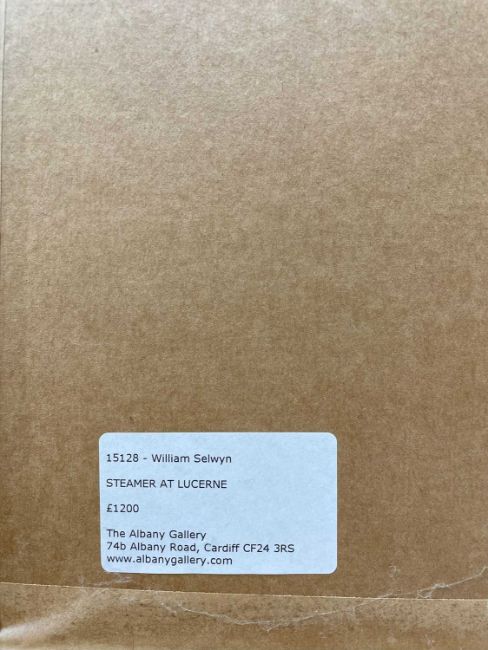 15128 - William Selwyn
STEAMER AT LUCERNE
£1200
The Albany Gallery
74b Albany Road, Cardiff CF24 3RS
www.albanygallery.com